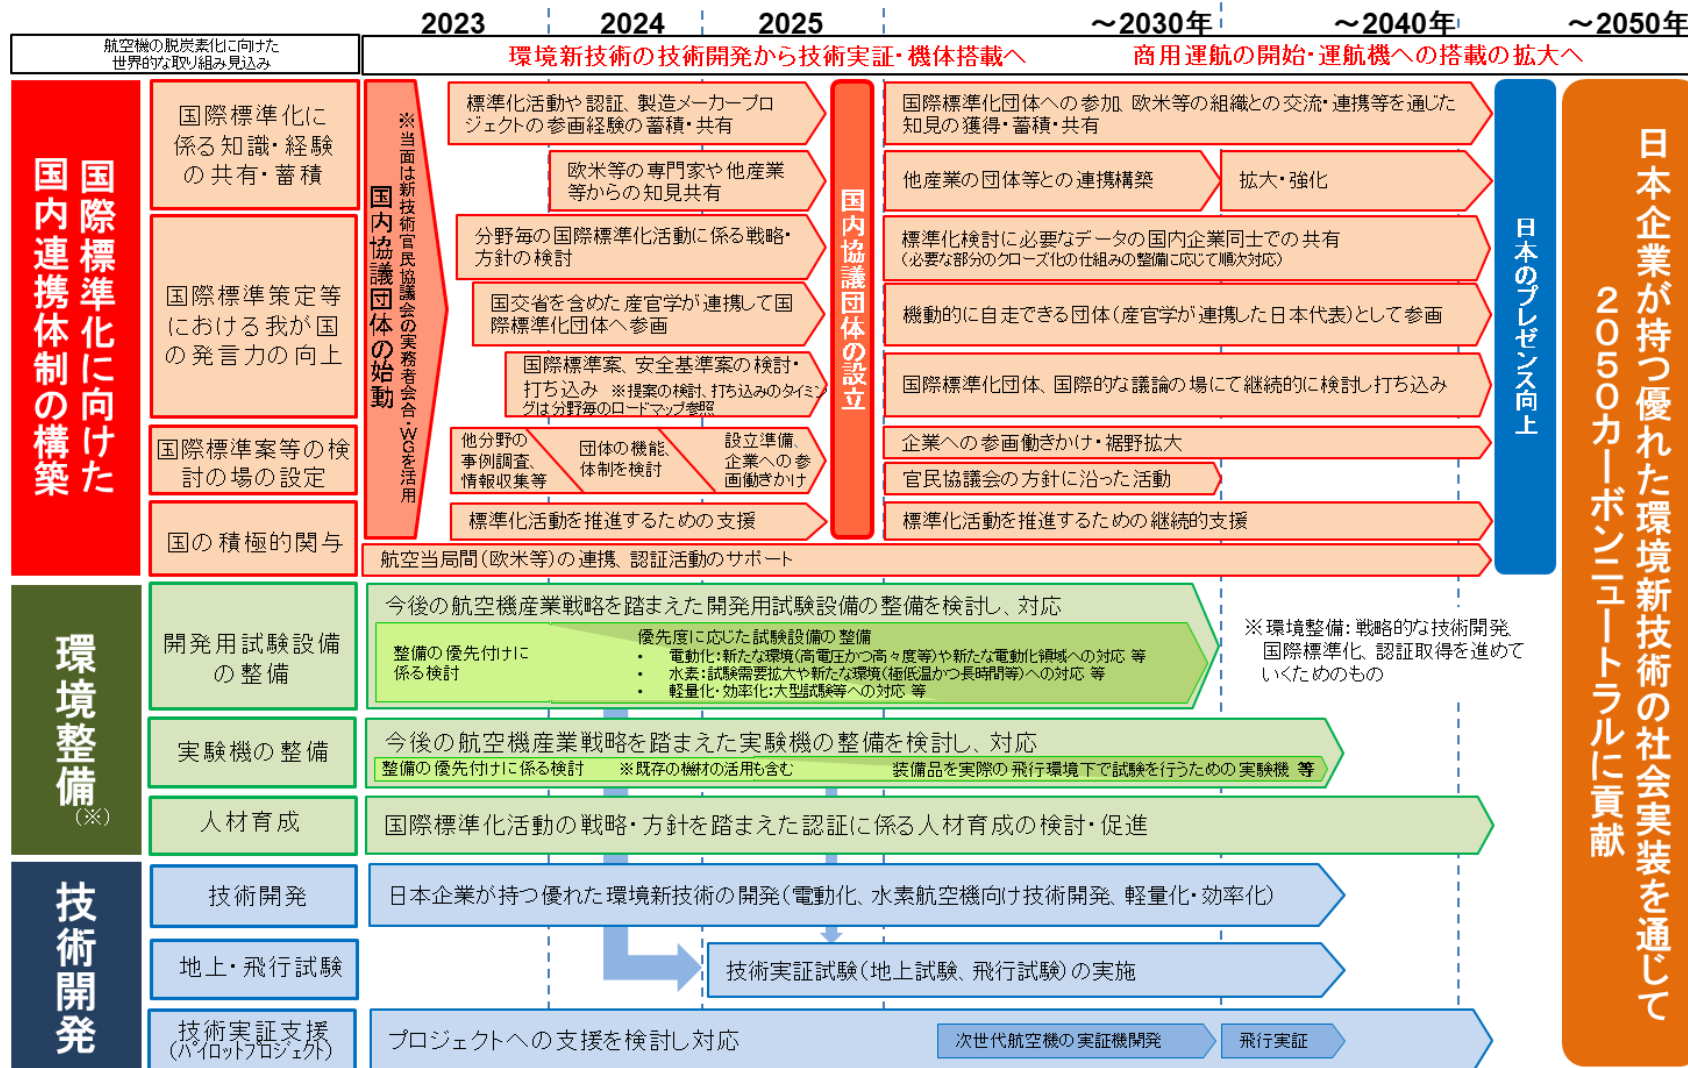 2023
2024
2025
～2030年
～2040年
～2050年
航空機の脱炭素化に向けた
世界的な取り組み見込み
環境新技術の技術開発から技術実証・機体搭載へ
商用運航の開始・運航機への搭載の拡大へ
国際標準化に向けた
国内連携体制の構築
国際標準化に
係る知識・経験
の共有・蓄積
国際標準策定等
における我が国
の発言力の向上
国際標準案等の検
討の場の設定
国の積極的関与
※当面は新技術官民協議会の実務者会合・WGを活用
国内協議団体の始動
標準化活動や認証、製造メーカープロ
ジェクトの参画経験の蓄積・共有
欧米等の専門家や他産業
等からの知見共有
分野毎の国際標準化活動に係る戦略・
方針の検討
国交省を含めた産官学が連携して国
際標準化団体へ参画
国際標準案、安全基準案の検討・
打ち込み ※提案の検討、打ち込みのタイミン
グは分野毎のロードマップ参照
他分野の
事例調査、
情報収集等
団体の機能、
体制を検討
設立準備、
企業への参
画働きかけ
標準化活動を推進するための支援
国内協議団体の設立
国際標準化団体への参加、欧米等の組織との交流・連携等を通じた
知見の獲得・蓄積・共有
他産業の団体等との連携構築
拡大・強化
標準化検討に必要なデータの国内企業同士での共有
(必要な部分のクローズ化の仕組みの整備に応じて順次対応)
機動的に自走できる団体(産官学が連携した日本代表)として参画
国際標準化団体、国際的な議論の場にて継続的に検討し打ち込み
企業への参画働きかけ・裾野拡大
官民協議会の方針に沿った活動
標準化活動を推進するための継続的支援
航空当局間(欧米等)の連携、認証活動のサポート
日本のプレゼンス向上
日本企業が持つ優れた環境新技術の社会実装を通じて
2050カーボンニュートラルに貢献
環境整備
(※)
開発用試験設備
の整備
今後の航空機産業戦略を踏まえた開発用試験設備の整備を検討し、対応
整備の優先付けに
係る検討
優先度に応じた試験設備の整備
• 電動化：新たな環境(高電圧かつ高々度等)や新たな電動化領域への対応 等
• 水素：試験需要拡大や新たな環境(極低温かつ長時間等)への対応 等
• 軽量化・効率化：大型試験等への対応 等
※環境整備：戦略的な技術開発、
国際標準化、認証取得を進めて
いくためのもの
実験機の整備
今後の航空機産業戦略を踏まえた実験機の整備を検討し、対応
整備の優先付けに係る検討 ※既存の機材の活用も含む 装備品を実際の飛行環境下で試験を行うための実験機 等
人材育成
国際標準化活動の戦略・方針を踏まえた認証に係る人材育成の検討・促進
技術開発
技術開発
日本企業が持つ優れた環境新技術の開発(電動化、水素航空機向け技術開発、軽量化・効率化)
地上・飛行試験
技術実証試験(地上試験、飛行試験)の実施
技術実証支援
(パイロットプロジェクト)
プロジェクトへの支援を検討し対応
次世代航空機の実証機開発
飛行実証